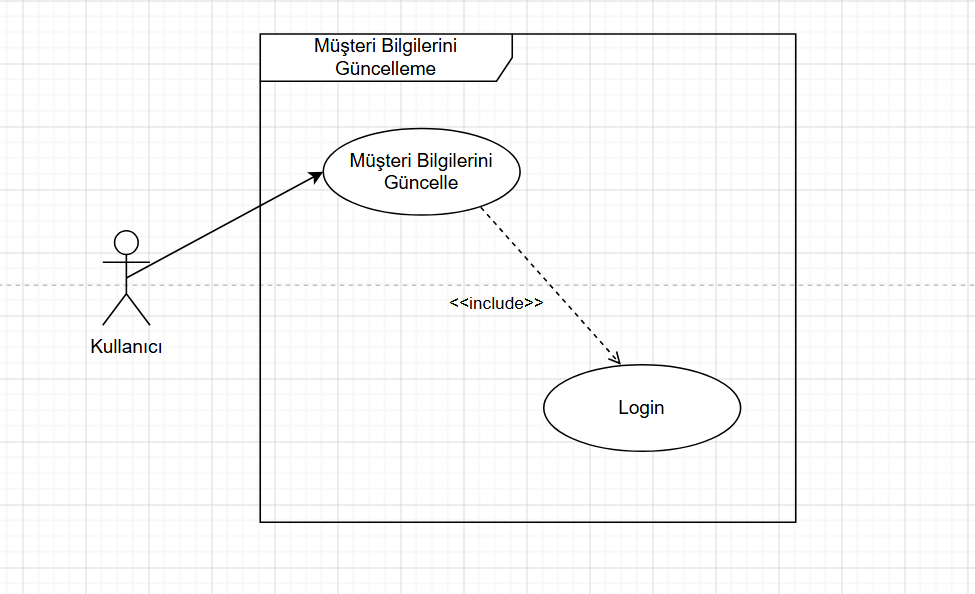 Müşteri Bilgilerini
Güncelleme
Müşteri Bilgilerini
Güncelle
<<include>>
Kullanıcı
Login